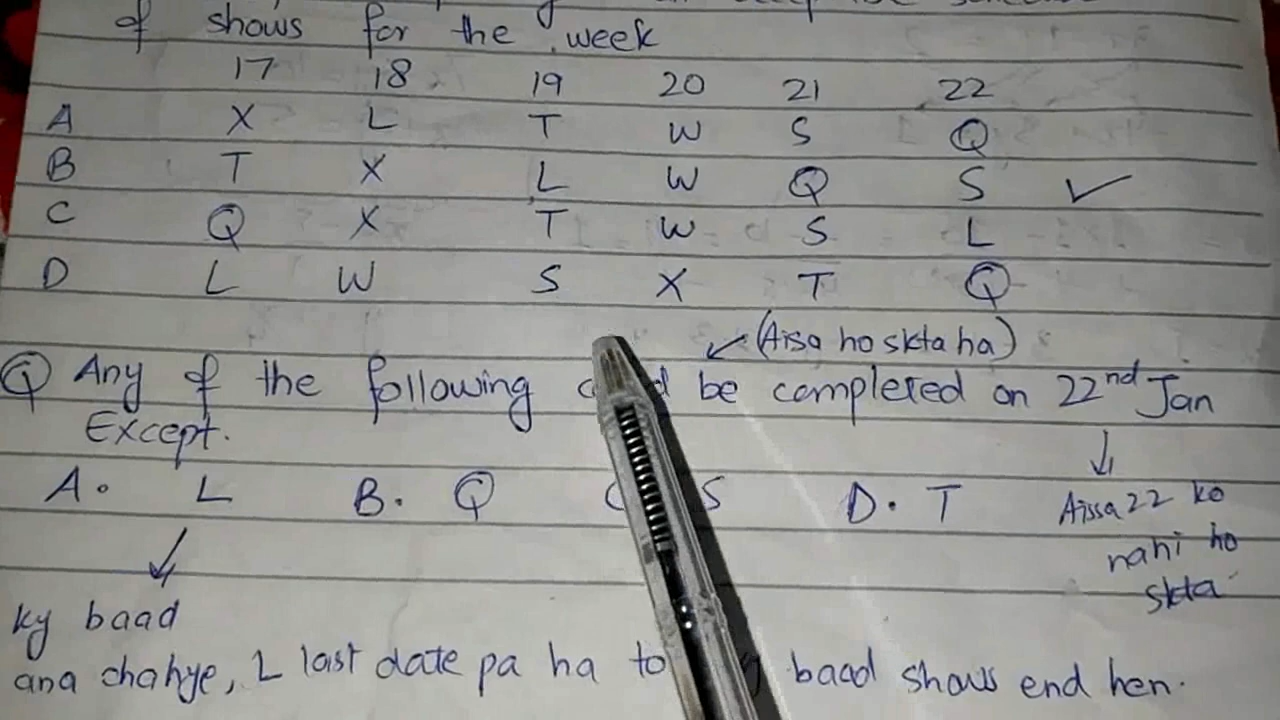 of shows for the week
17 18 19 20 21 22
A X L T W S Q
B T X L W Q S ✓
C Q X T W S L
D L W S X T Q
(Aisa ho skta ha)
Q Any of the following be completed on 22nd Jan
Except.
A. L B. Q S D. T
Aissa 22 ko
nahi ho
skta
ky baad
ana chahye, L last date pa ha to baad shows end hen.